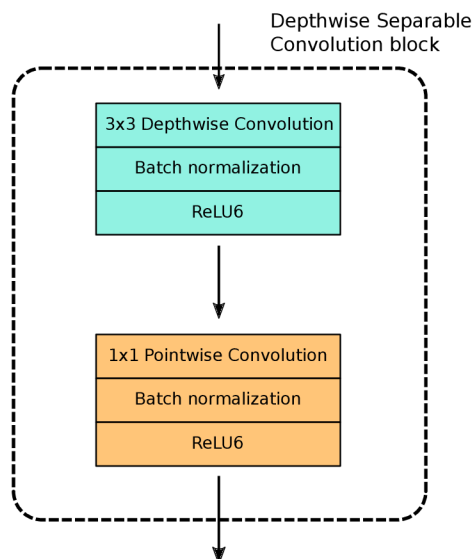 Depthwise Separable
Convolution block
3x3 Depthwise Convolution
Batch normalization
ReLU6
1x1 Pointwise Convolution
Batch normalization
ReLU6